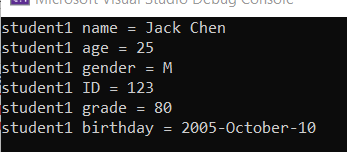 Microsoft Visual Studio Debug Console
student1 name = Jack Chen
student1 age = 25
student1 gender = M
student1 ID = 123
student1 grade = 80
student1 birthday = 2005-October-10